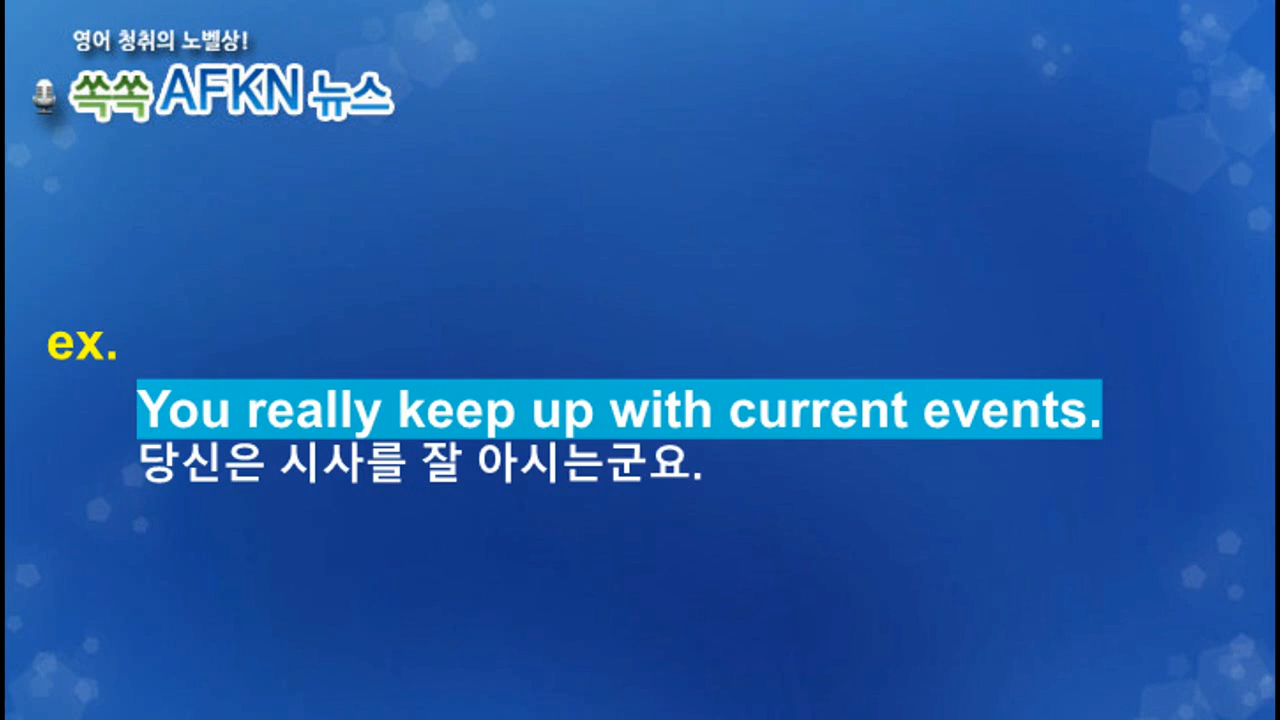 영어 청취의 노벨상!
쏙쏙 AFKN 뉴스
ex.
You really keep up with current events.
당신은 시사를 잘 아시는군요.